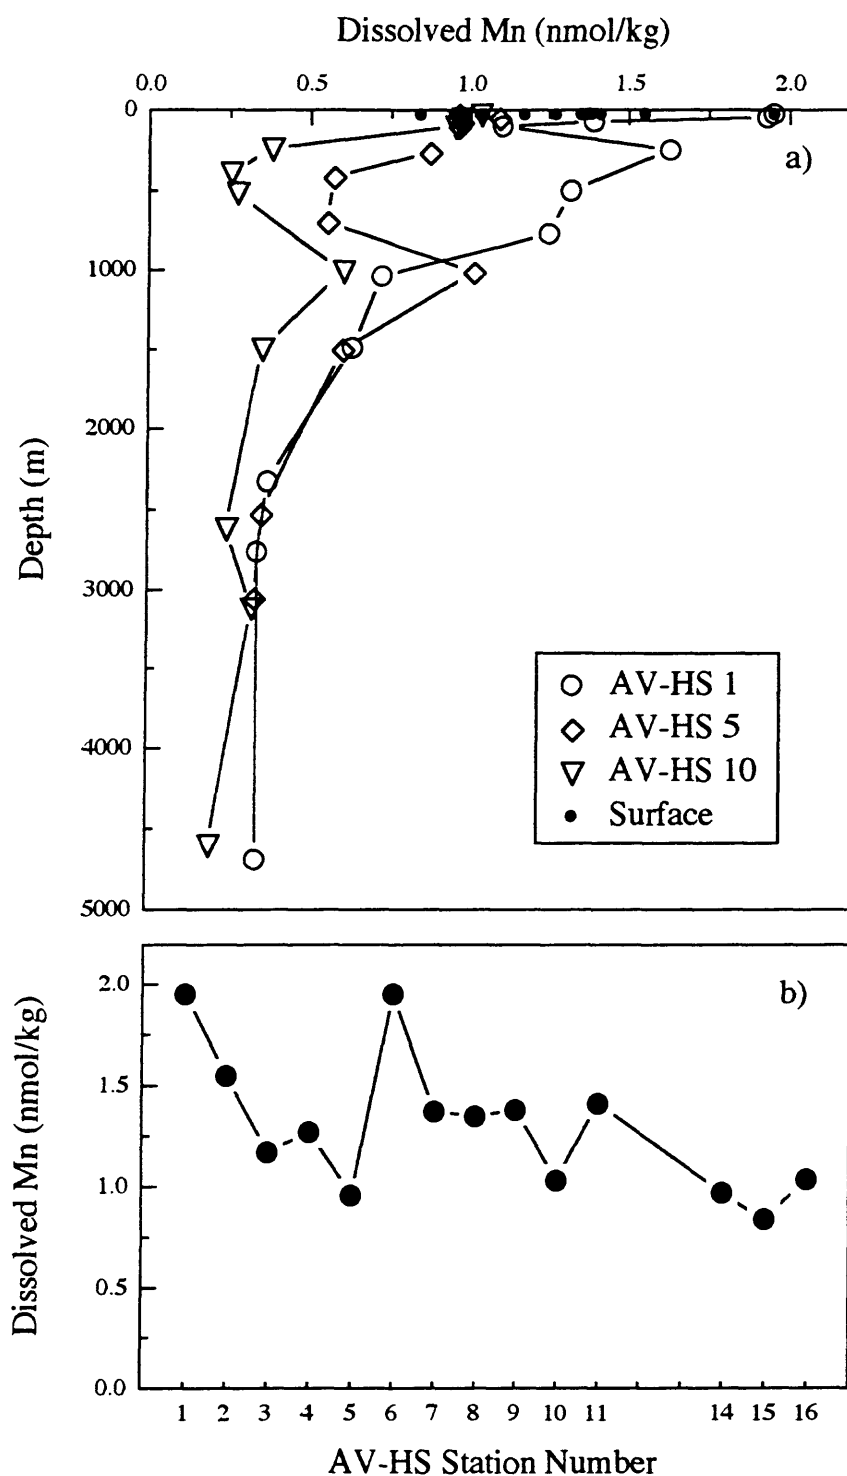 Dissolved Mn (nmol/kg)
0.0 0.5 1.0 1.5 2.0
0
a)
1000
2000
3000
4000
5000
Depth (m)
AV-HS 1
AV-HS 5
AV-HS 10
Surface
b)
2.0
1.5
1.0
0.5
0.0
Dissolved Mn (nmol/kg)
1 2 3 4 5 6 7 8 9 10 11 14 15 16
AV-HS Station Number